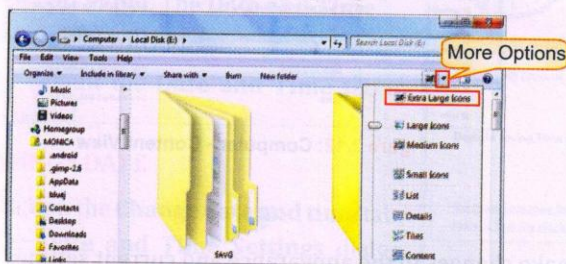 More Options
Computer ▸ Local Disk (E:) ▸
Search Local Disk (E:)
File Edit View Tools Help
Organize ▾ Include in library ▾ Share with ▾ Burn New folder
Music
Pictures
Videos
Homegroup
MONICA
.android
.gimp-2.6
AppData
bluej
Contacts
Desktop
Downloads
Favorites
Links
SAVG
Extra Large Icons
Large Icons
Medium Icons
Small Icons
List
Details
Tiles
Content